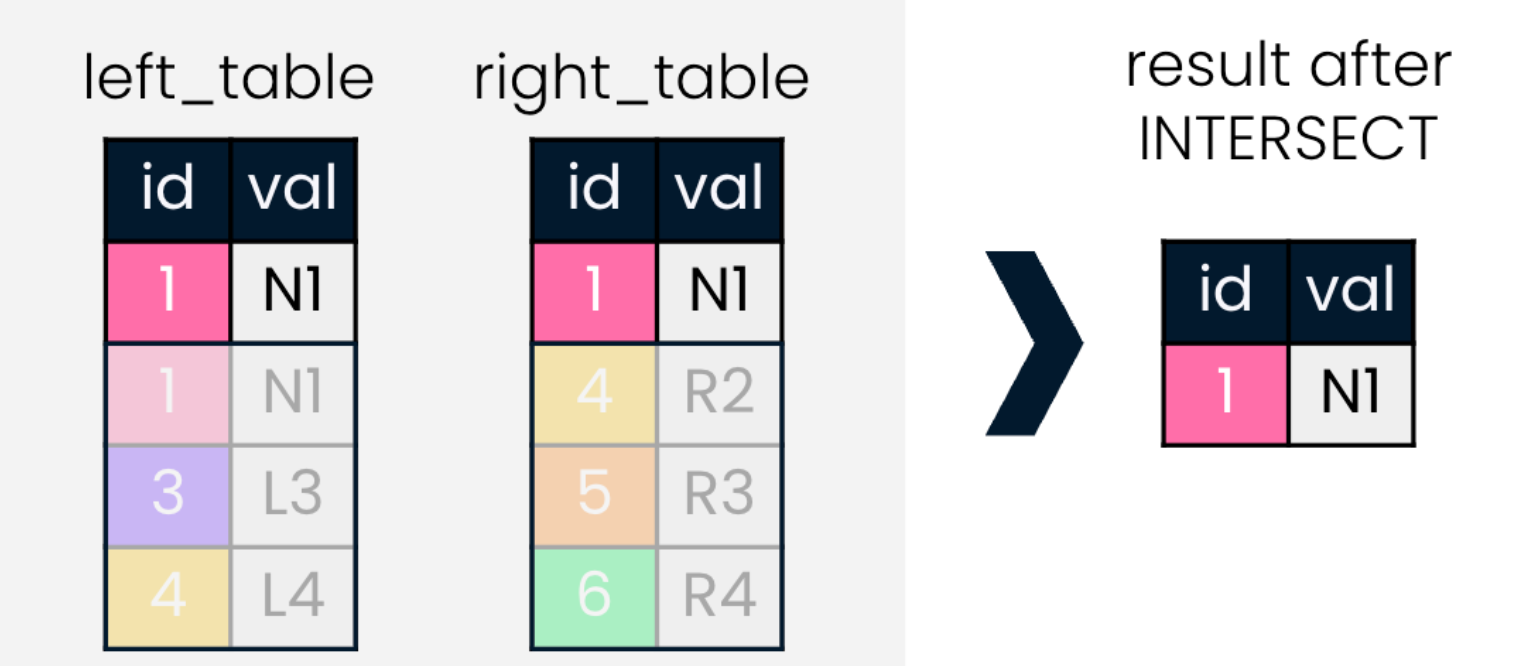 left_table
id val
1 N1
1 N1
3 L3
4 L4
right_table
id val
1 N1
4 R2
5 R3
6 R4
result after
INTERSECT
id val
1 N1